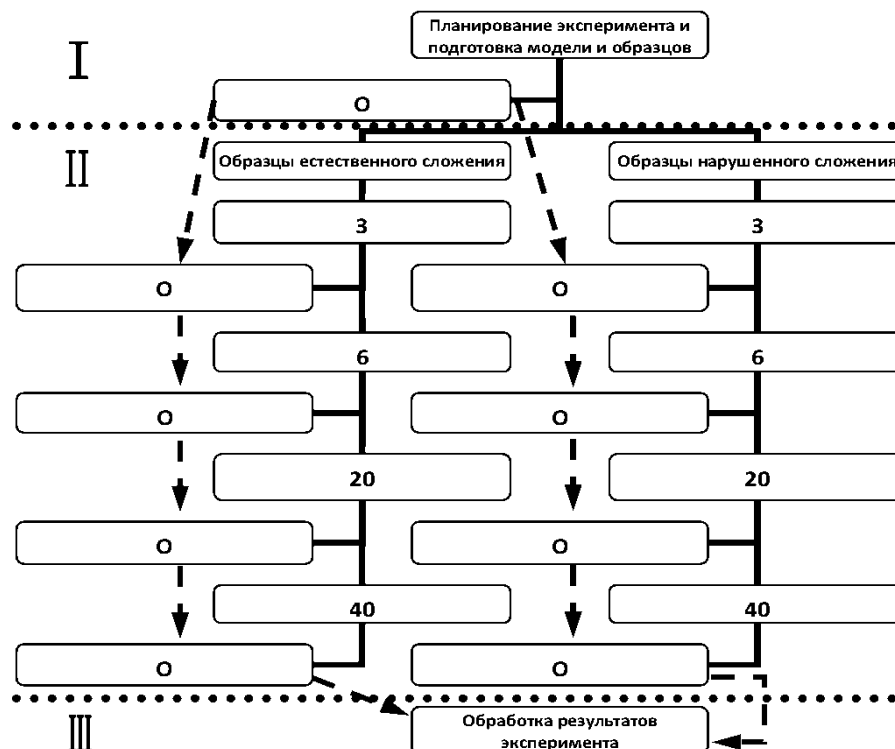 Планирование эксперимента и
подготовка модели и образцов
I
О
II
Образцы естественного сложения
Образцы нарушенного сложения
3
3
О
О
6
6
О
О
20
20
О
О
40
40
О
О
III
Обработка результатов
эксперимента